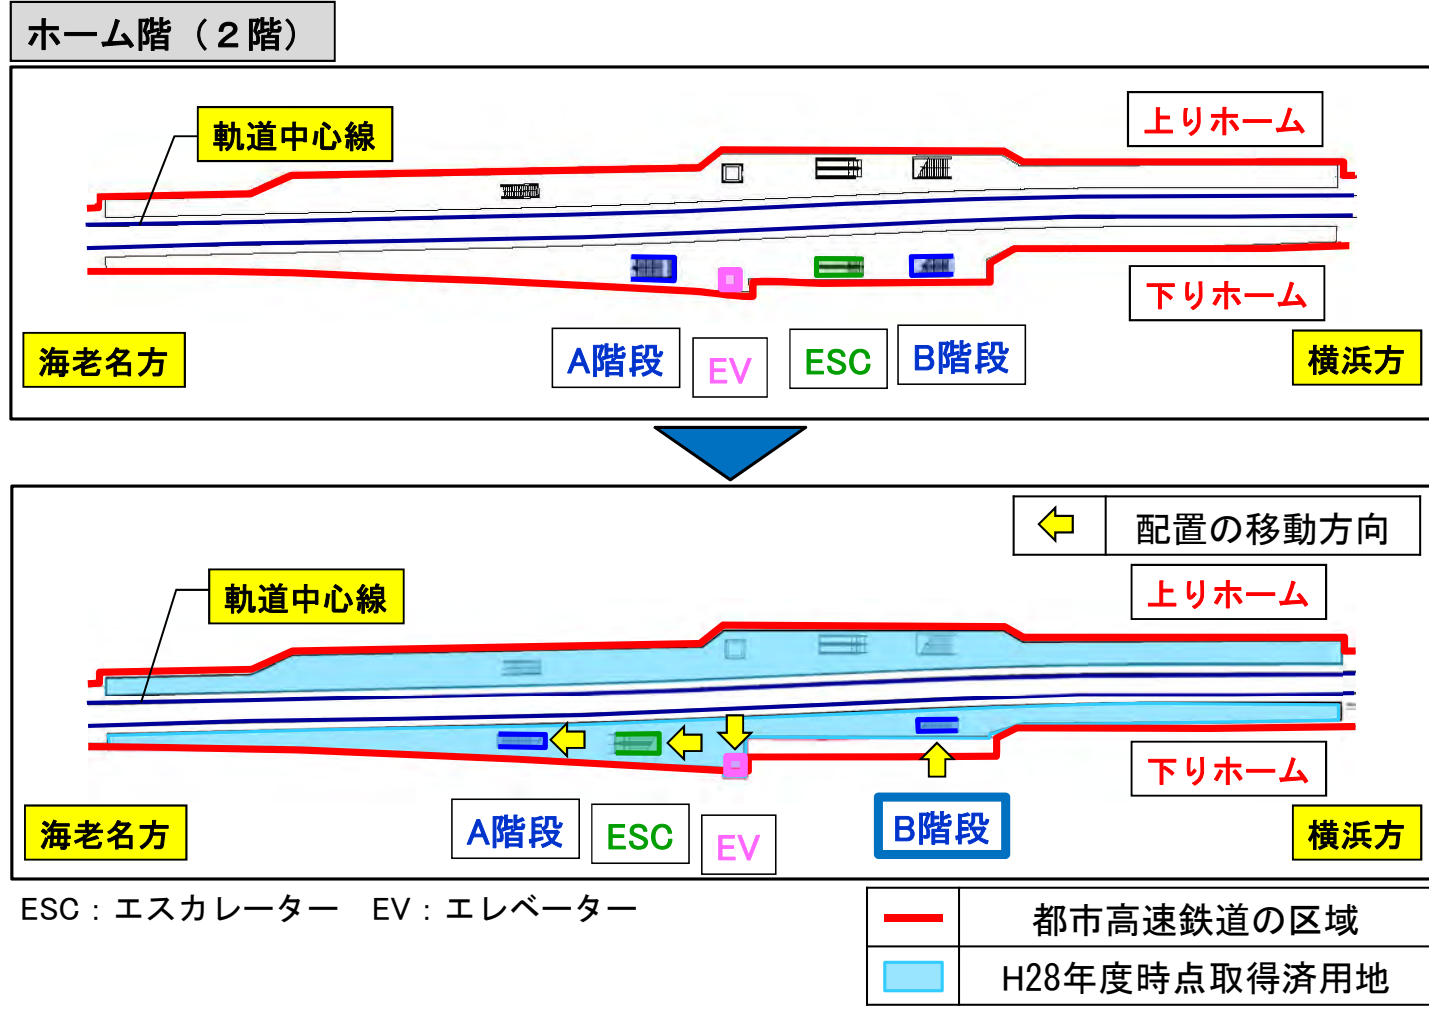 ホーム階（２階）
軌道中心線
上りホーム
下りホーム
海老名方
A階段
EV
ESC
B階段
横浜方
配置の移動方向
軌道中心線
上りホーム
下りホーム
海老名方
A階段
ESC
EV
B階段
横浜方
ESC：エスカレーター　EV：エレベーター
都市高速鉄道の区域
H28年度時点取得済用地